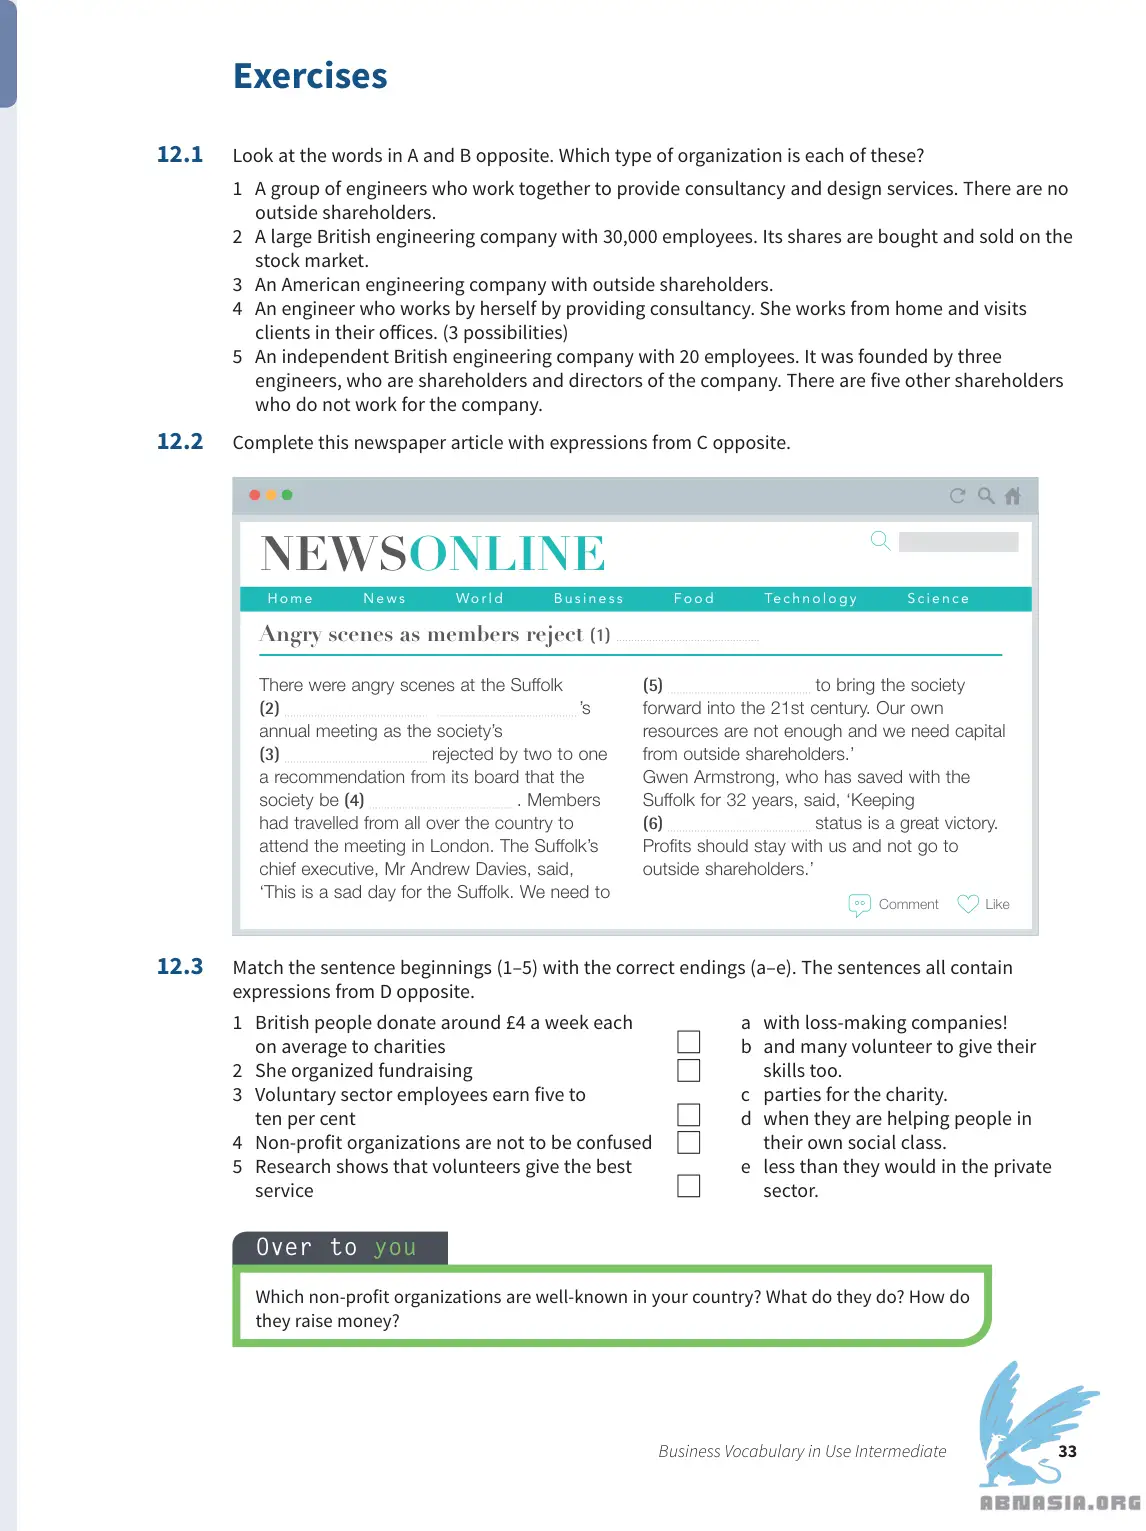 Exercises
12.1 Look at the words in A and B opposite. Which type of organization is each of these?
1 A group of engineers who work together to provide consultancy and design services. There are no
outside shareholders.
2 A large British engineering company with 30,000 employees. Its shares are bought and sold on the
stock market.
3 An American engineering company with outside shareholders.
4 An engineer who works by herself by providing consultancy. She works from home and visits
clients in their offices. (3 possibilities)
5 An independent British engineering company with 20 employees. It was founded by three
engineers, who are shareholders and directors of the company. There are five other shareholders
who do not work for the company.
12.2 Complete this newspaper article with expressions from C opposite.
NEWSONLINE
Home News World Business Food Technology Science
Angry scenes as members reject (1)
There were angry scenes at the Suffolk
(2) 's
annual meeting as the society's
(3) rejected by two to one
a recommendation from its board that the
society be (4) . Members
had travelled from all over the country to
attend the meeting in London. The Suffolk's
chief executive, Mr Andrew Davies, said,
'This is a sad day for the Suffolk. We need to
(5) to bring the society
forward into the 21st century. Our own
resources are not enough and we need capital
from outside shareholders.'
Gwen Armstrong, who has saved with the
Suffolk for 32 years, said, 'Keeping
(6) status is a great victory.
Profits should stay with us and not go to
outside shareholders.'
Comment Like
12.3 Match the sentence beginnings (1–5) with the correct endings (a–e). The sentences all contain
expressions from D opposite.
1 British people donate around £4 a week each
on average to charities
2 She organized fundraising
3 Voluntary sector employees earn five to
ten per cent
4 Non-profit organizations are not to be confused
5 Research shows that volunteers give the best
service
a with loss-making companies!
b and many volunteer to give their
skills too.
c parties for the charity.
d when they are helping people in
their own social class.
e less than they would in the private
sector.
Over to you
Which non-profit organizations are well-known in your country? What do they do? How do
they raise money?
Business Vocabulary in Use Intermediate 33
ABNASIA.ORG